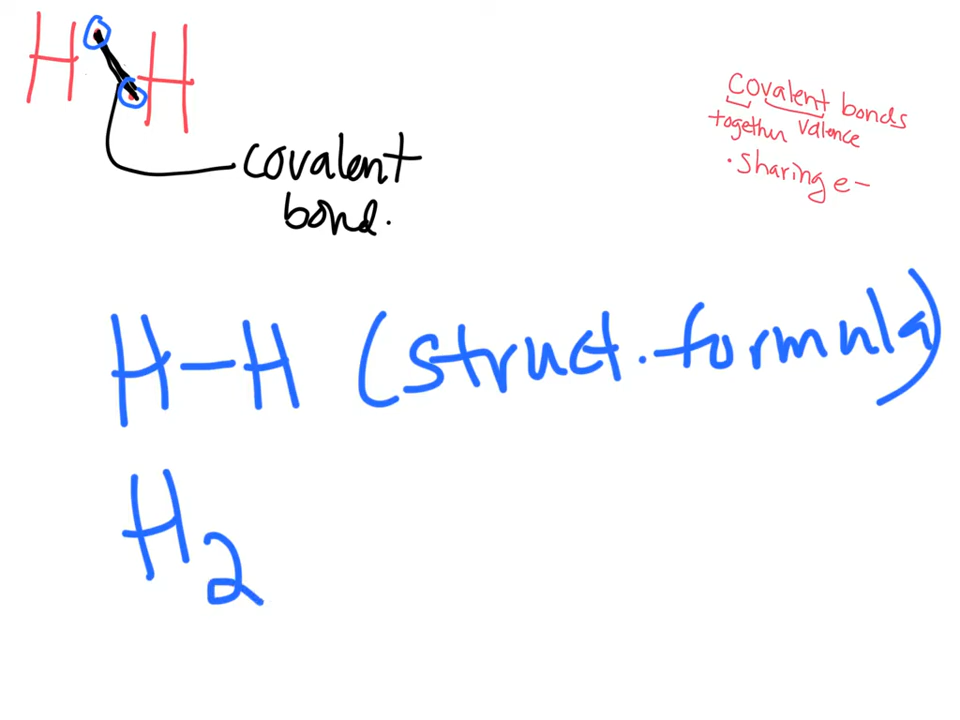 H H
covalent
bond.
Covalent bonds
together valence
• sharing e-
H-H (struct. formula)
H2